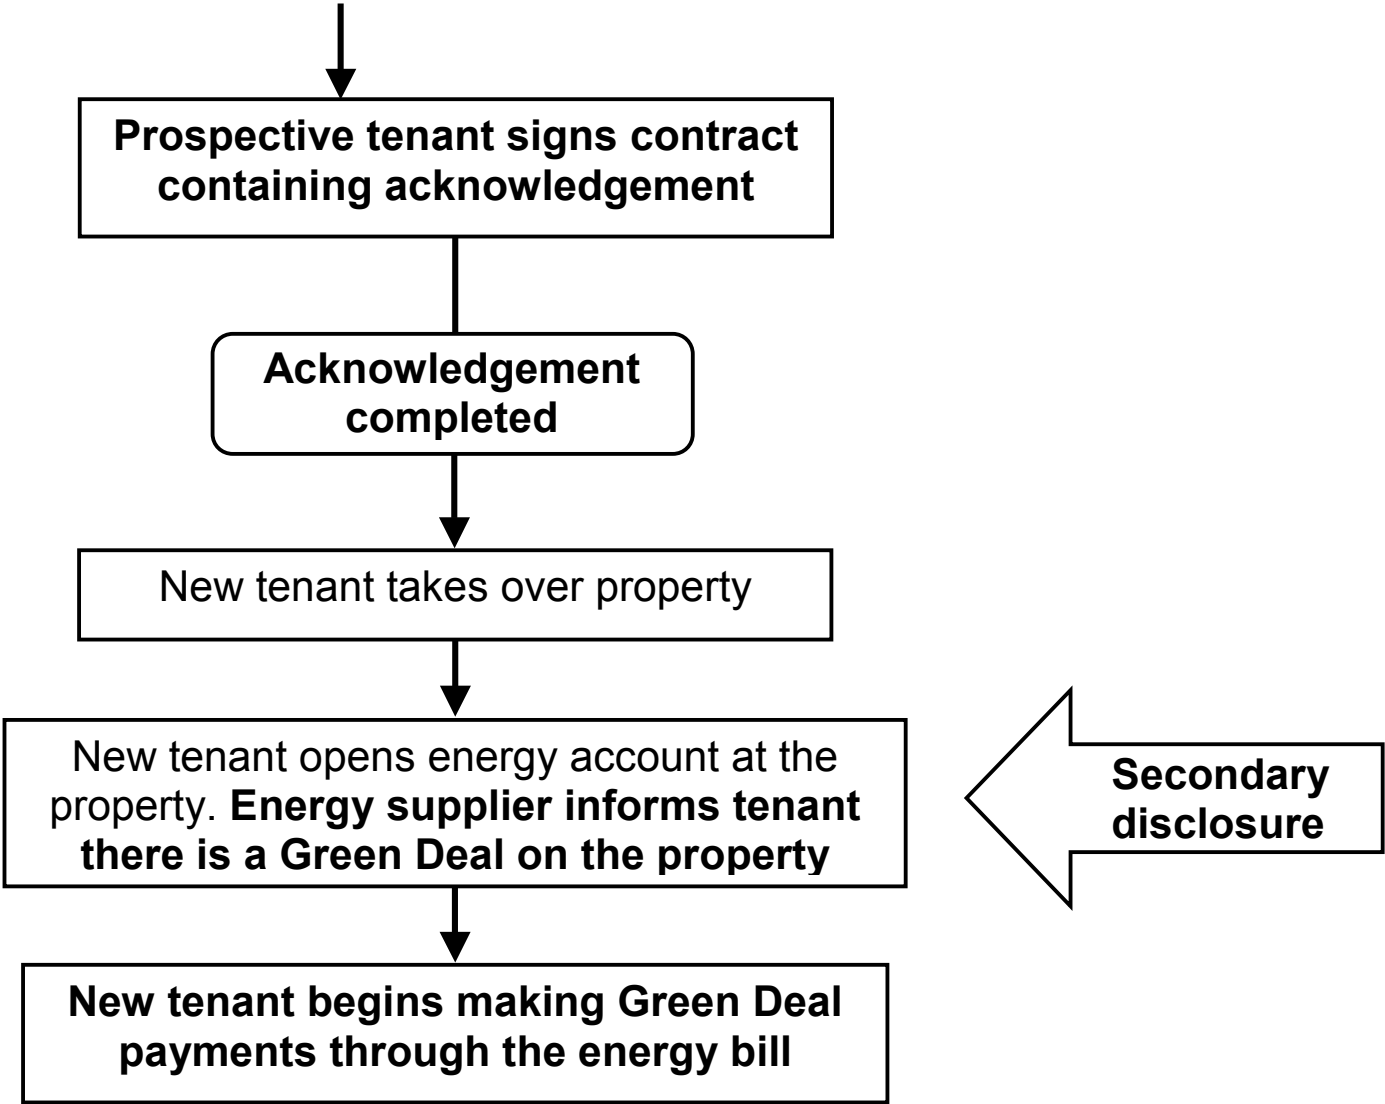 Prospective tenant signs contract
containing acknowledgement
Acknowledgement
completed
New tenant takes over property
New tenant opens energy account at the
property. Energy supplier informs tenant
there is a Green Deal on the property
Secondary
disclosure
New tenant begins making Green Deal
payments through the energy bill